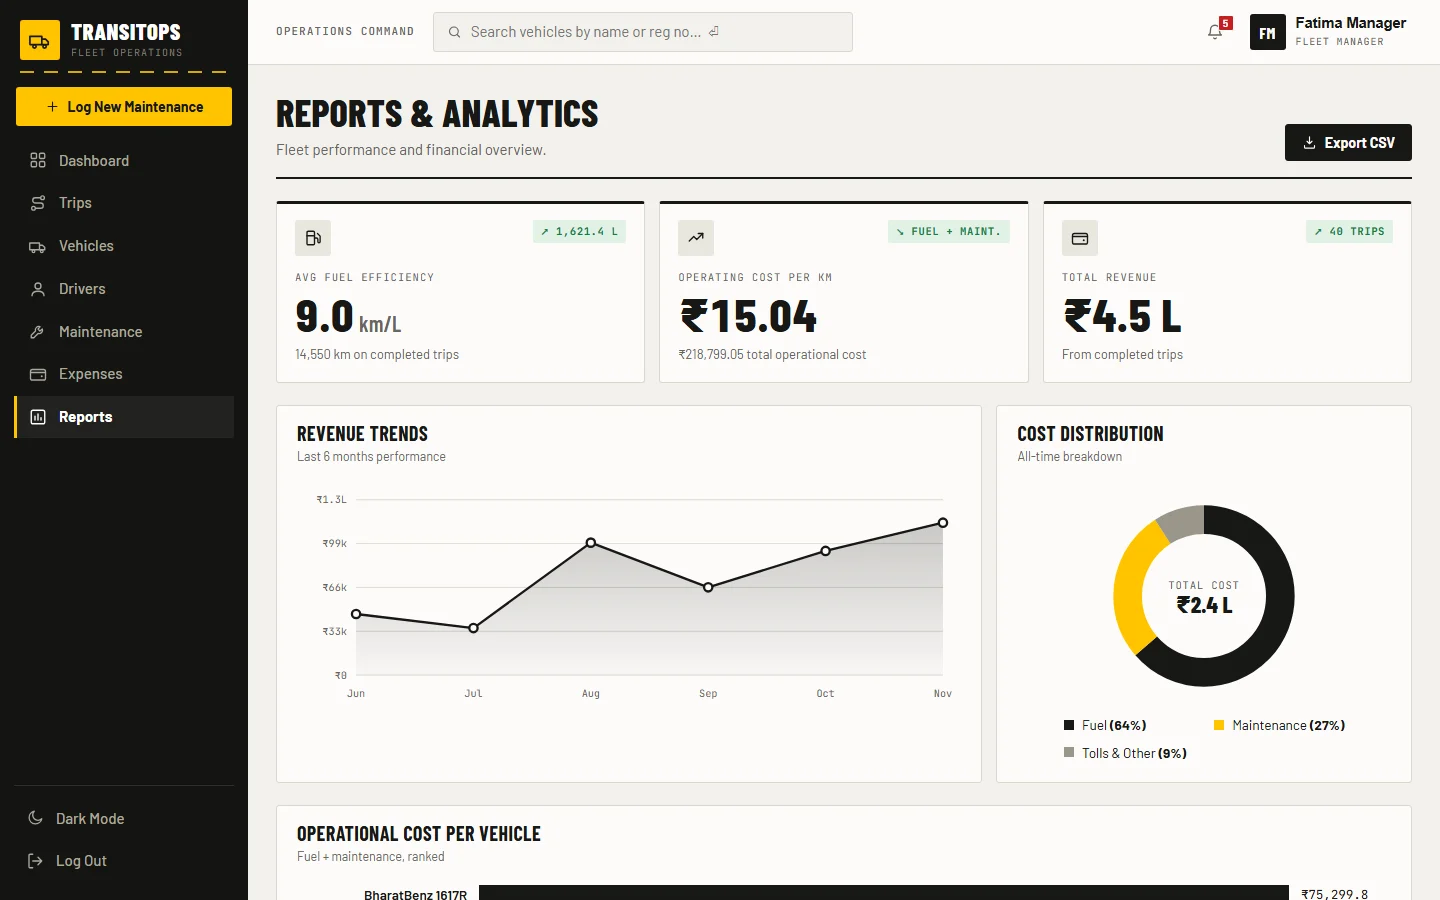 TRANSITOPS
FLEET OPERATIONS
+ Log New Maintenance
Dashboard
Trips
Vehicles
Drivers
Maintenance
Expenses
Reports
Dark Mode
Log Out
OPERATIONS COMMAND
Search vehicles by name or reg no... ⏎
5
FM
Fatima Manager
FLEET MANAGER
REPORTS & ANALYTICS
Fleet performance and financial overview.
Export CSV
↗ 1,621.4 L
AVG FUEL EFFICIENCY
9.0 km/L
14,550 km on completed trips
↘ FUEL + MAINT.
OPERATING COST PER KM
₹15.04
₹218,799.05 total operational cost
↗ 40 TRIPS
TOTAL REVENUE
₹4.5 L
From completed trips
REVENUE TRENDS
Last 6 months performance
₹1.3L
₹99k
₹66k
₹33k
₹0
Jun Jul Aug Sep Oct Nov
COST DISTRIBUTION
All-time breakdown
TOTAL COST
₹2.4 L
Fuel (64%)
Maintenance (27%)
Tolls & Other (9%)
OPERATIONAL COST PER VEHICLE
Fuel + maintenance, ranked
BharatBenz 1617R ₹75,299.8